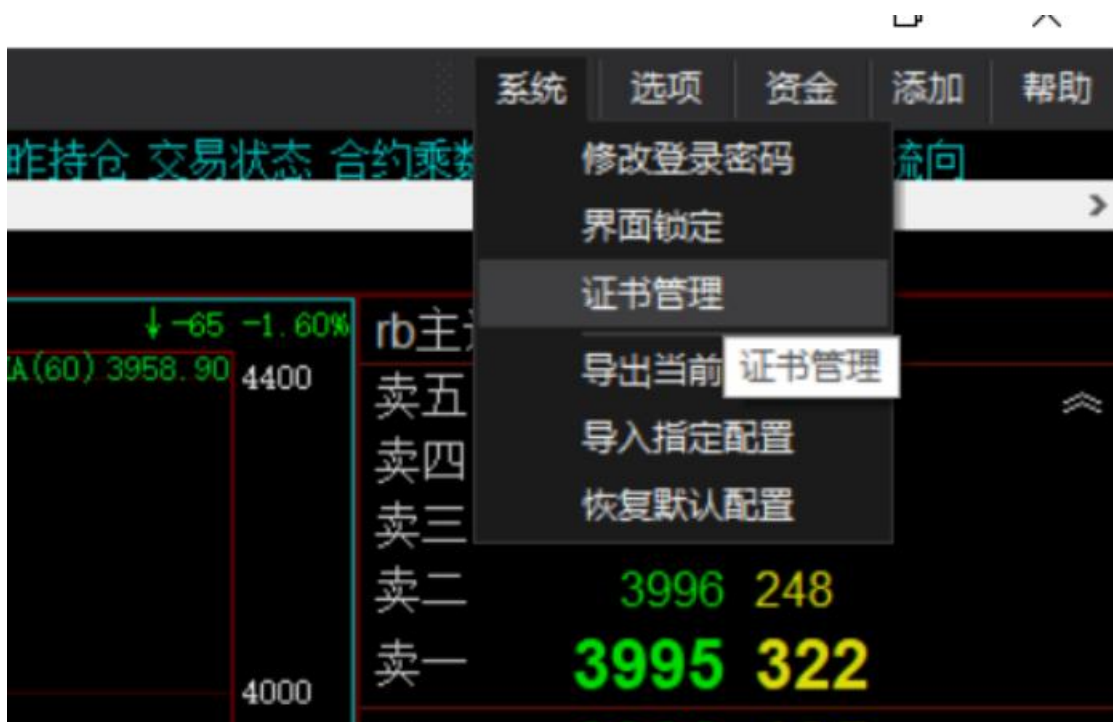 系统 选项 资金 添加 帮助
昨持仓 交易状态 合约乘数 流向
修改登录密码
界面锁定
证书管理
↓-65 -1.60%
rb主
A(60) 3958.90
4400
导出当前
证书管理
卖五
导入指定配置
卖四
恢复默认配置
卖三
卖二 3996 248
卖一 3995 322
4000